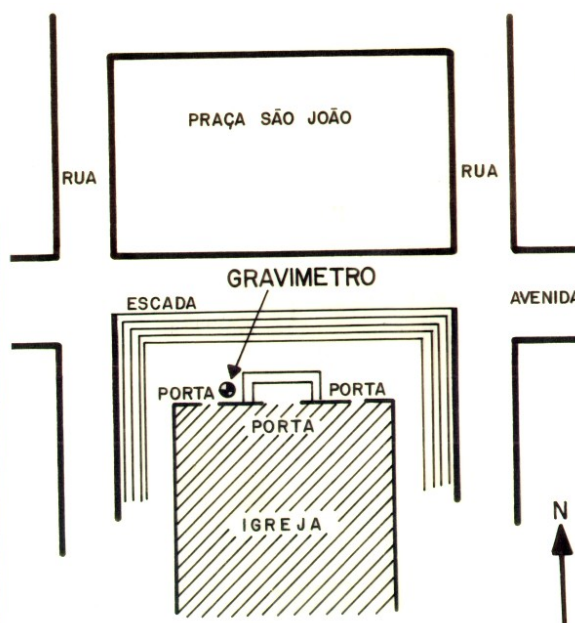 PRAÇA SÃO JOÃO
RUA
RUA
GRAVIMETRO
ESCADA
AVENIDA
PORTA
PORTA
PORTA
IGREJA
N